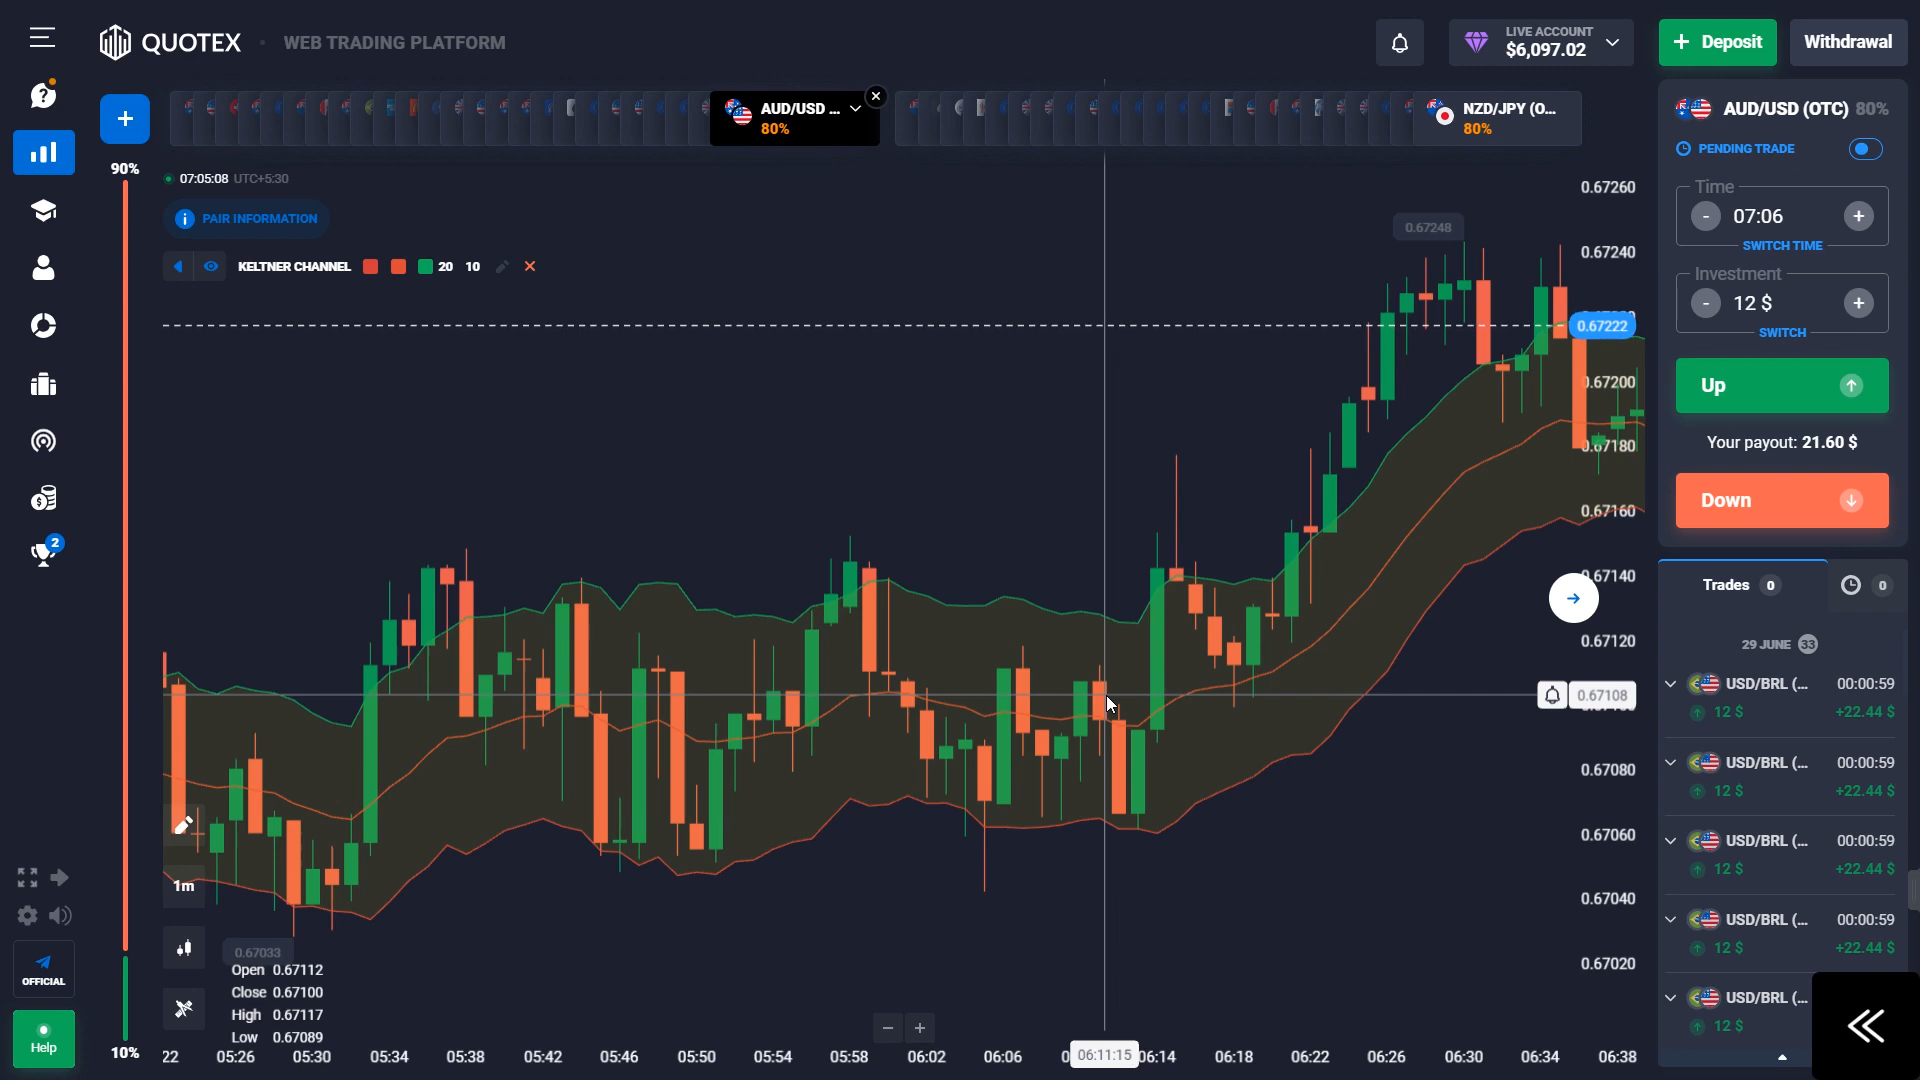 QUOTEX
WEB TRADING PLATFORM
LIVE ACCOUNT
$6,097.02
Deposit
Withdrawal
AUD/USD ...
80%
NZD/JPY (O...
80%
AUD/USD (OTC) 80%
90%
PENDING TRADE
07:05:08 UTC+5:30
PAIR INFORMATION
KELTNER CHANNEL 20 10
Time
07:06
SWITCH TIME
Investment
12 $
SWITCH
Up
Your payout: 21.60 $
Down
0.67260
0.67248
0.67240
0.67222
0.67200
0.67180
0.67160
0.67140
0.67120
0.67108
0.67080
0.67060
0.67040
0.67020
Trades 0
0
29 JUNE 33
USD/BRL (... 00:00:59
12 $ +22.44 $
USD/BRL (... 00:00:59
12 $ +22.44 $
USD/BRL (... 00:00:59
12 $ +22.44 $
USD/BRL (... 00:00:59
12 $ +22.44 $
USD/BRL (...
12 $
2
1m
0.67033
Open 0.67112
Close 0.67100
High 0.67117
Low 0.67089
OFFICIAL
Help
10%
22 05:26 05:30 05:34 05:38 05:42 05:46 05:50 05:54 05:58 06:02 06:06 06:11:15 06:14 06:18 06:22 06:26 06:30 06:34 06:38